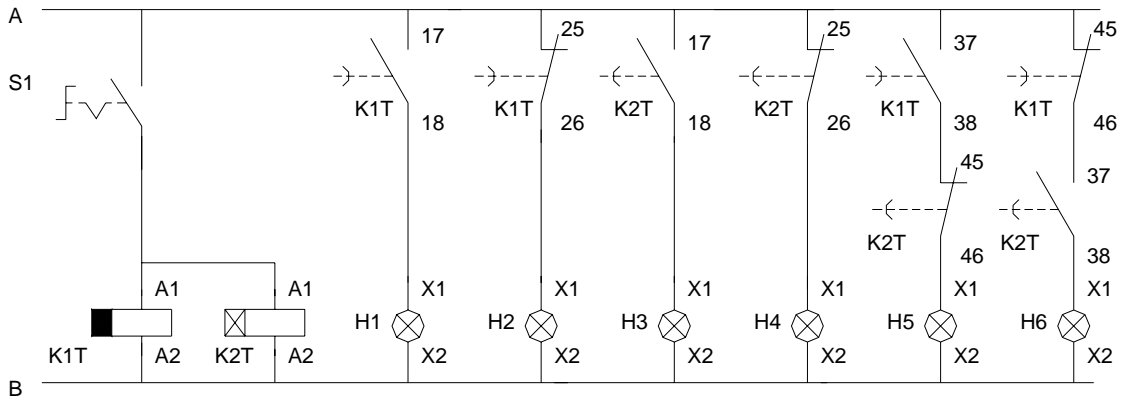 A
17 25 17 25 37 45
S1
K1T K1T K2T K2T K1T K1T
18 26 18 26 38 46
45 37
K2T K2T
46 38
A1 A1 X1 X1 X1 X1 X1 X1
H1 H2 H3 H4 H5 H6
K1T A2 K2T A2 X2 X2 X2 X2 X2 X2
B